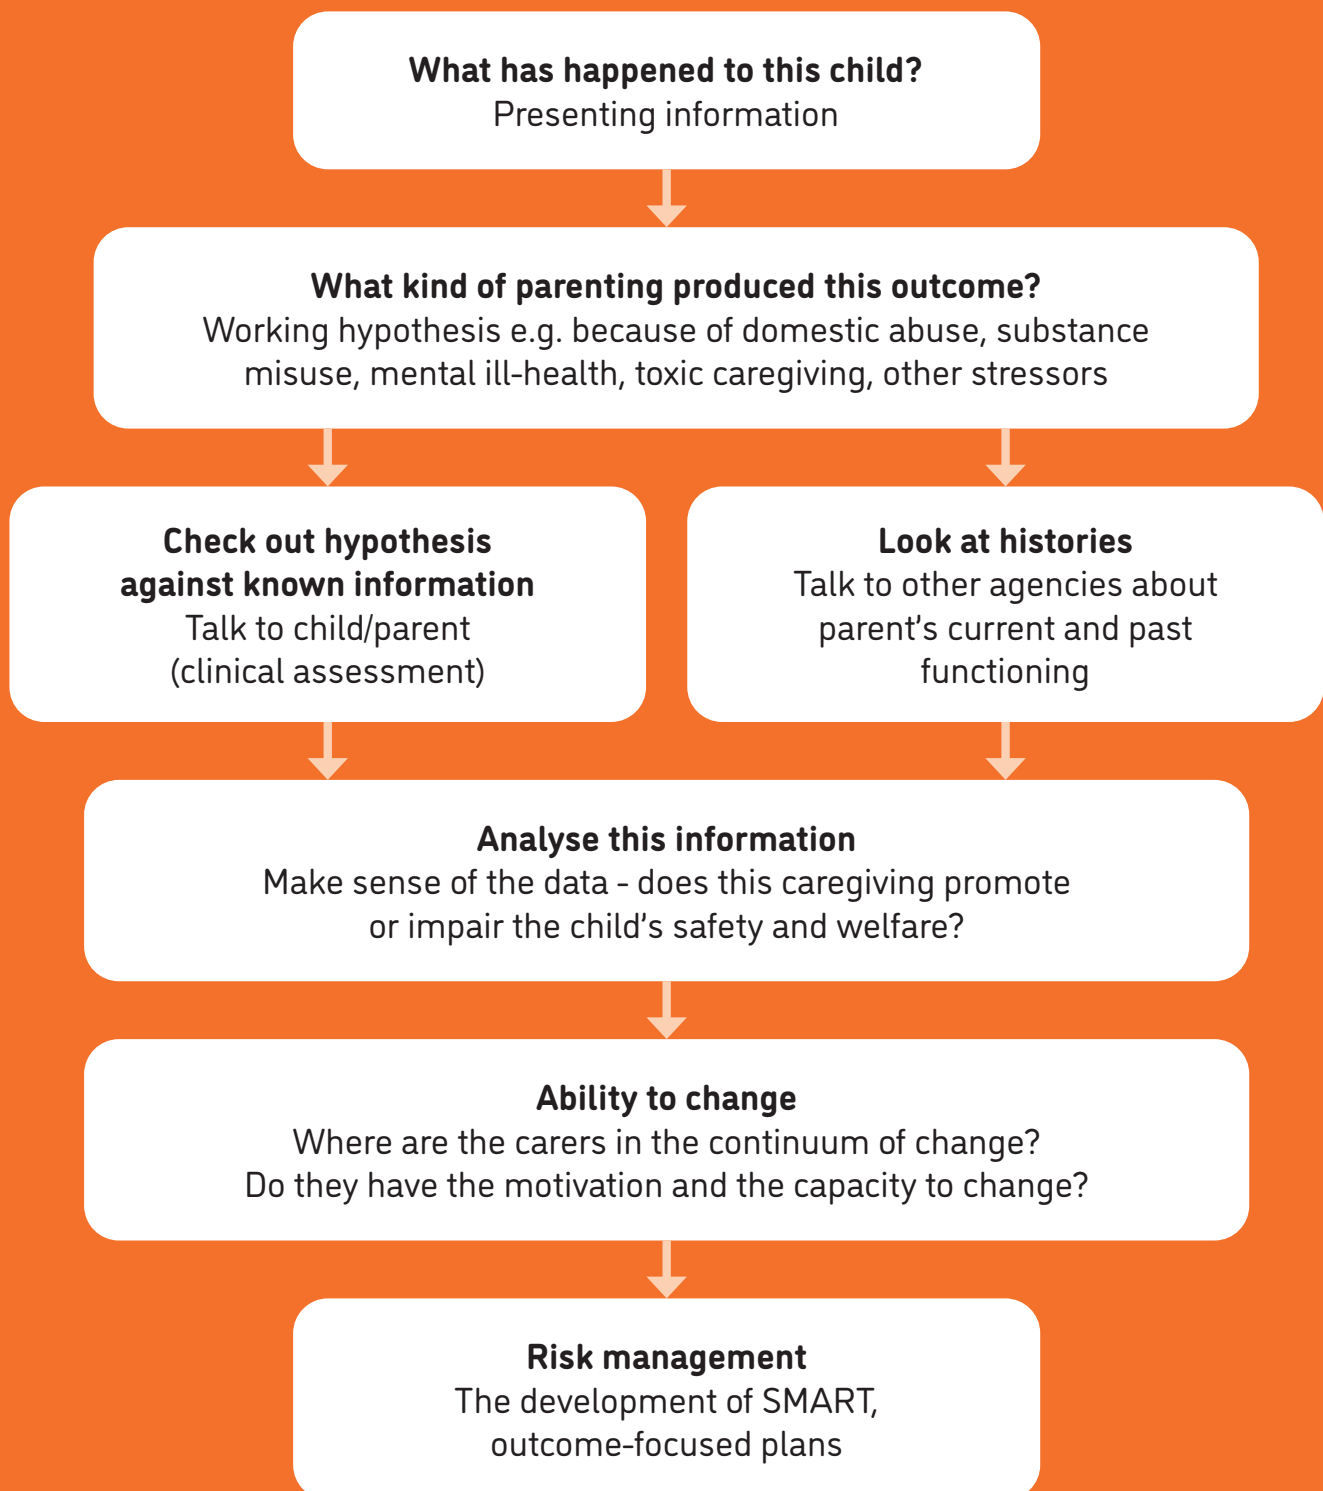 What has happened to this child?
Presenting information
What kind of parenting produced this outcome?
Working hypothesis e.g. because of domestic abuse, substance
misuse, mental ill-health, toxic caregiving, other stressors
Check out hypothesis
against known information
Talk to child/parent
(clinical assessment)
Look at histories
Talk to other agencies about
parent's current and past
functioning
Analyse this information
Make sense of the data - does this caregiving promote
or impair the child's safety and welfare?
Ability to change
Where are the carers in the continuum of change?
Do they have the motivation and the capacity to change?
Risk management
The development of SMART,
outcome-focused plans